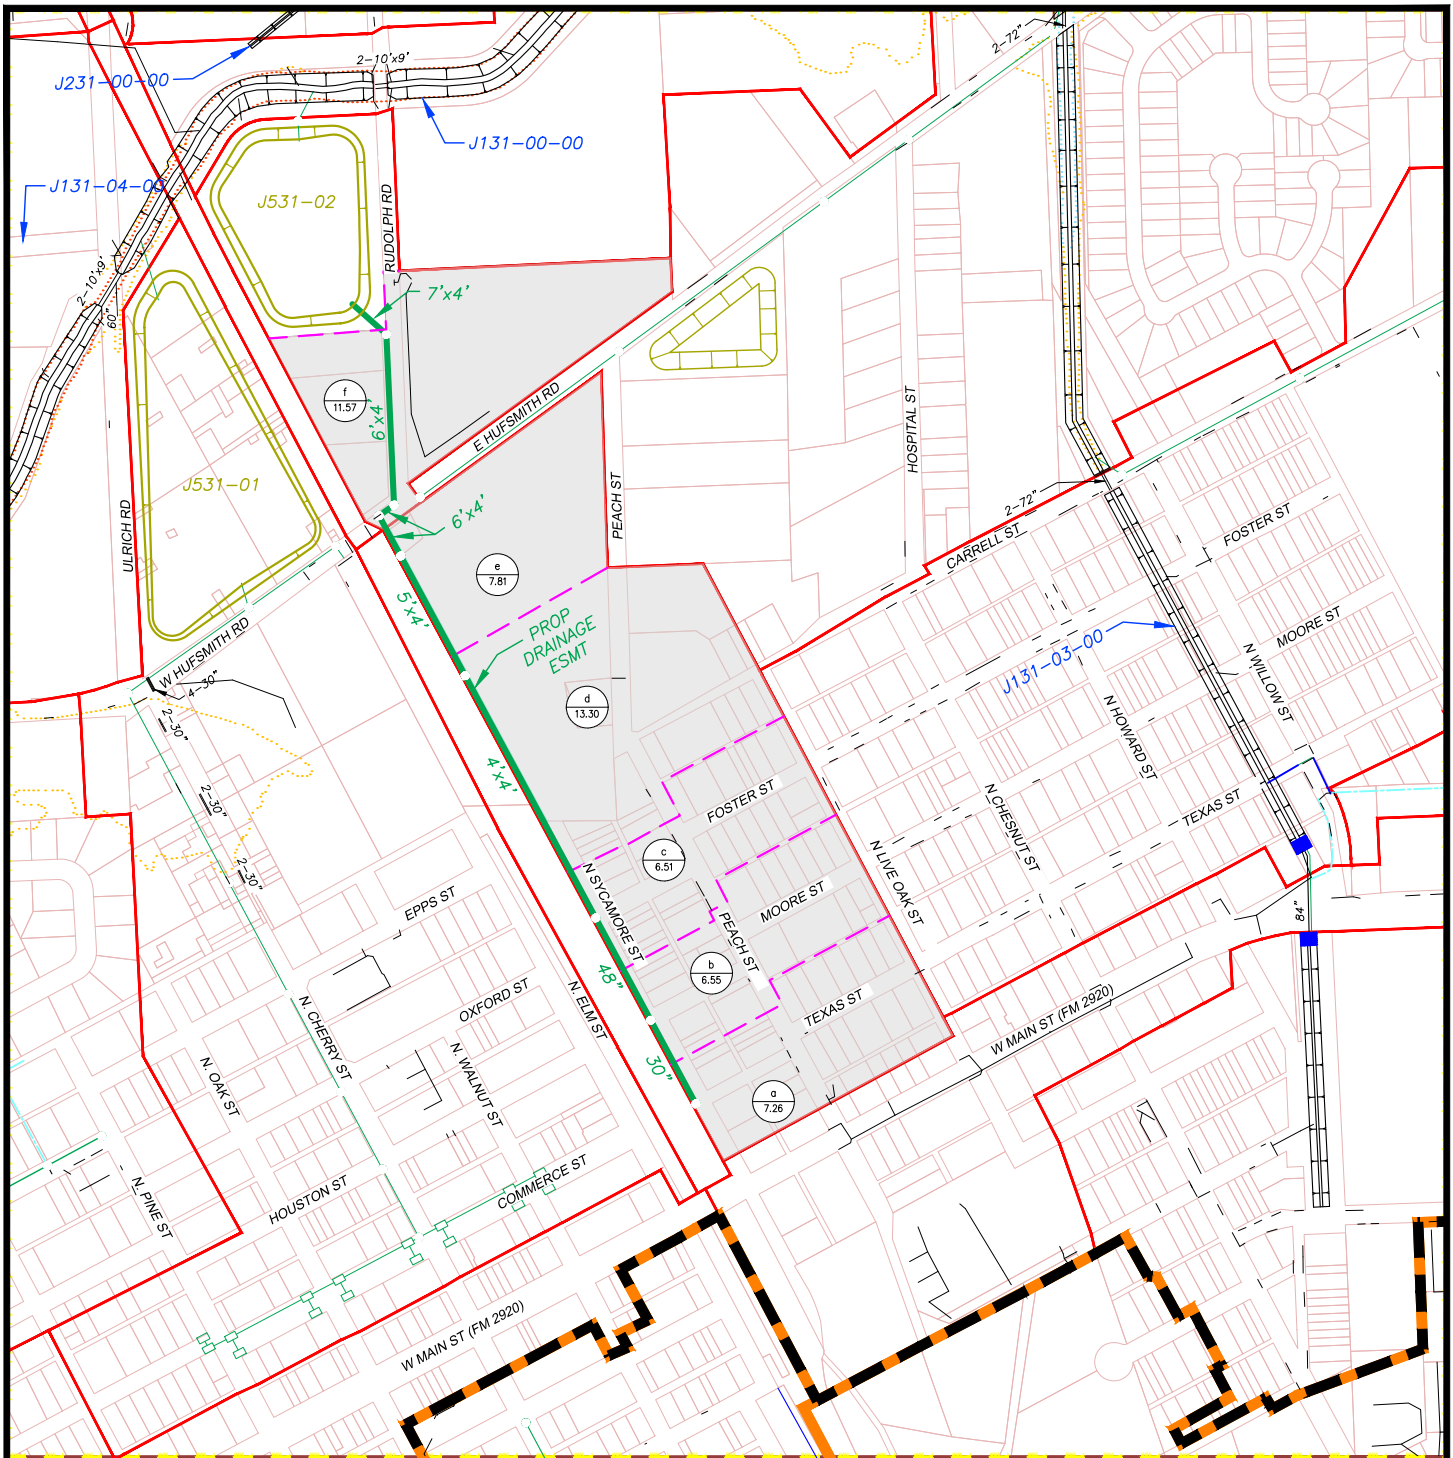 2-10'x9'
2-72"
J231-00-00
J131-00-00
J131-04-00
J531-02
RUDOLPH RD
2-10'x9'
60"
7'x4'
f
11.57
6'x4'
E HUFSMITH RD
HOSPITAL ST
PEACH ST
J531-01
ULRICH RD
6'x4'
2-72"
FOSTER ST
CARRELL ST
e
7.81
5'x4'
PROP
DRAINAGE
ESMT
W HUFSMITH RD
4-30"
MOORE ST
J131-03-00
N WILLOW ST
N HOWARD ST
d
13.30
2-30"
4'x4'
2-30"
FOSTER ST
N CHESNUT ST
TEXAS ST
c
6.51
N LIVE OAK ST
2-30"
EPPS ST
N SYCAMORE ST
MOORE ST
PEACH ST
84"
b
6.55
48"
OXFORD ST
N. ELM ST
TEXAS ST
W MAIN ST (FM 2920)
N. CHERRY ST
N. WALNUT ST
30"
N. OAK ST
a
7.26
N. PINE ST
HOUSTON ST
COMMERCE ST
W MAIN ST (FM 2920)